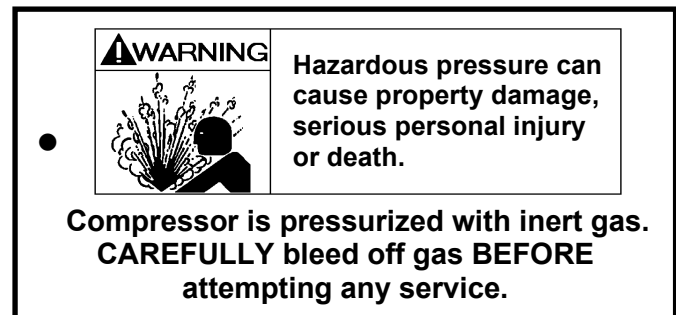 WARNING
Hazardous pressure can
cause property damage,
serious personal injury
or death.
Compressor is pressurized with inert gas.
CAREFULLY bleed off gas BEFORE
attempting any service.